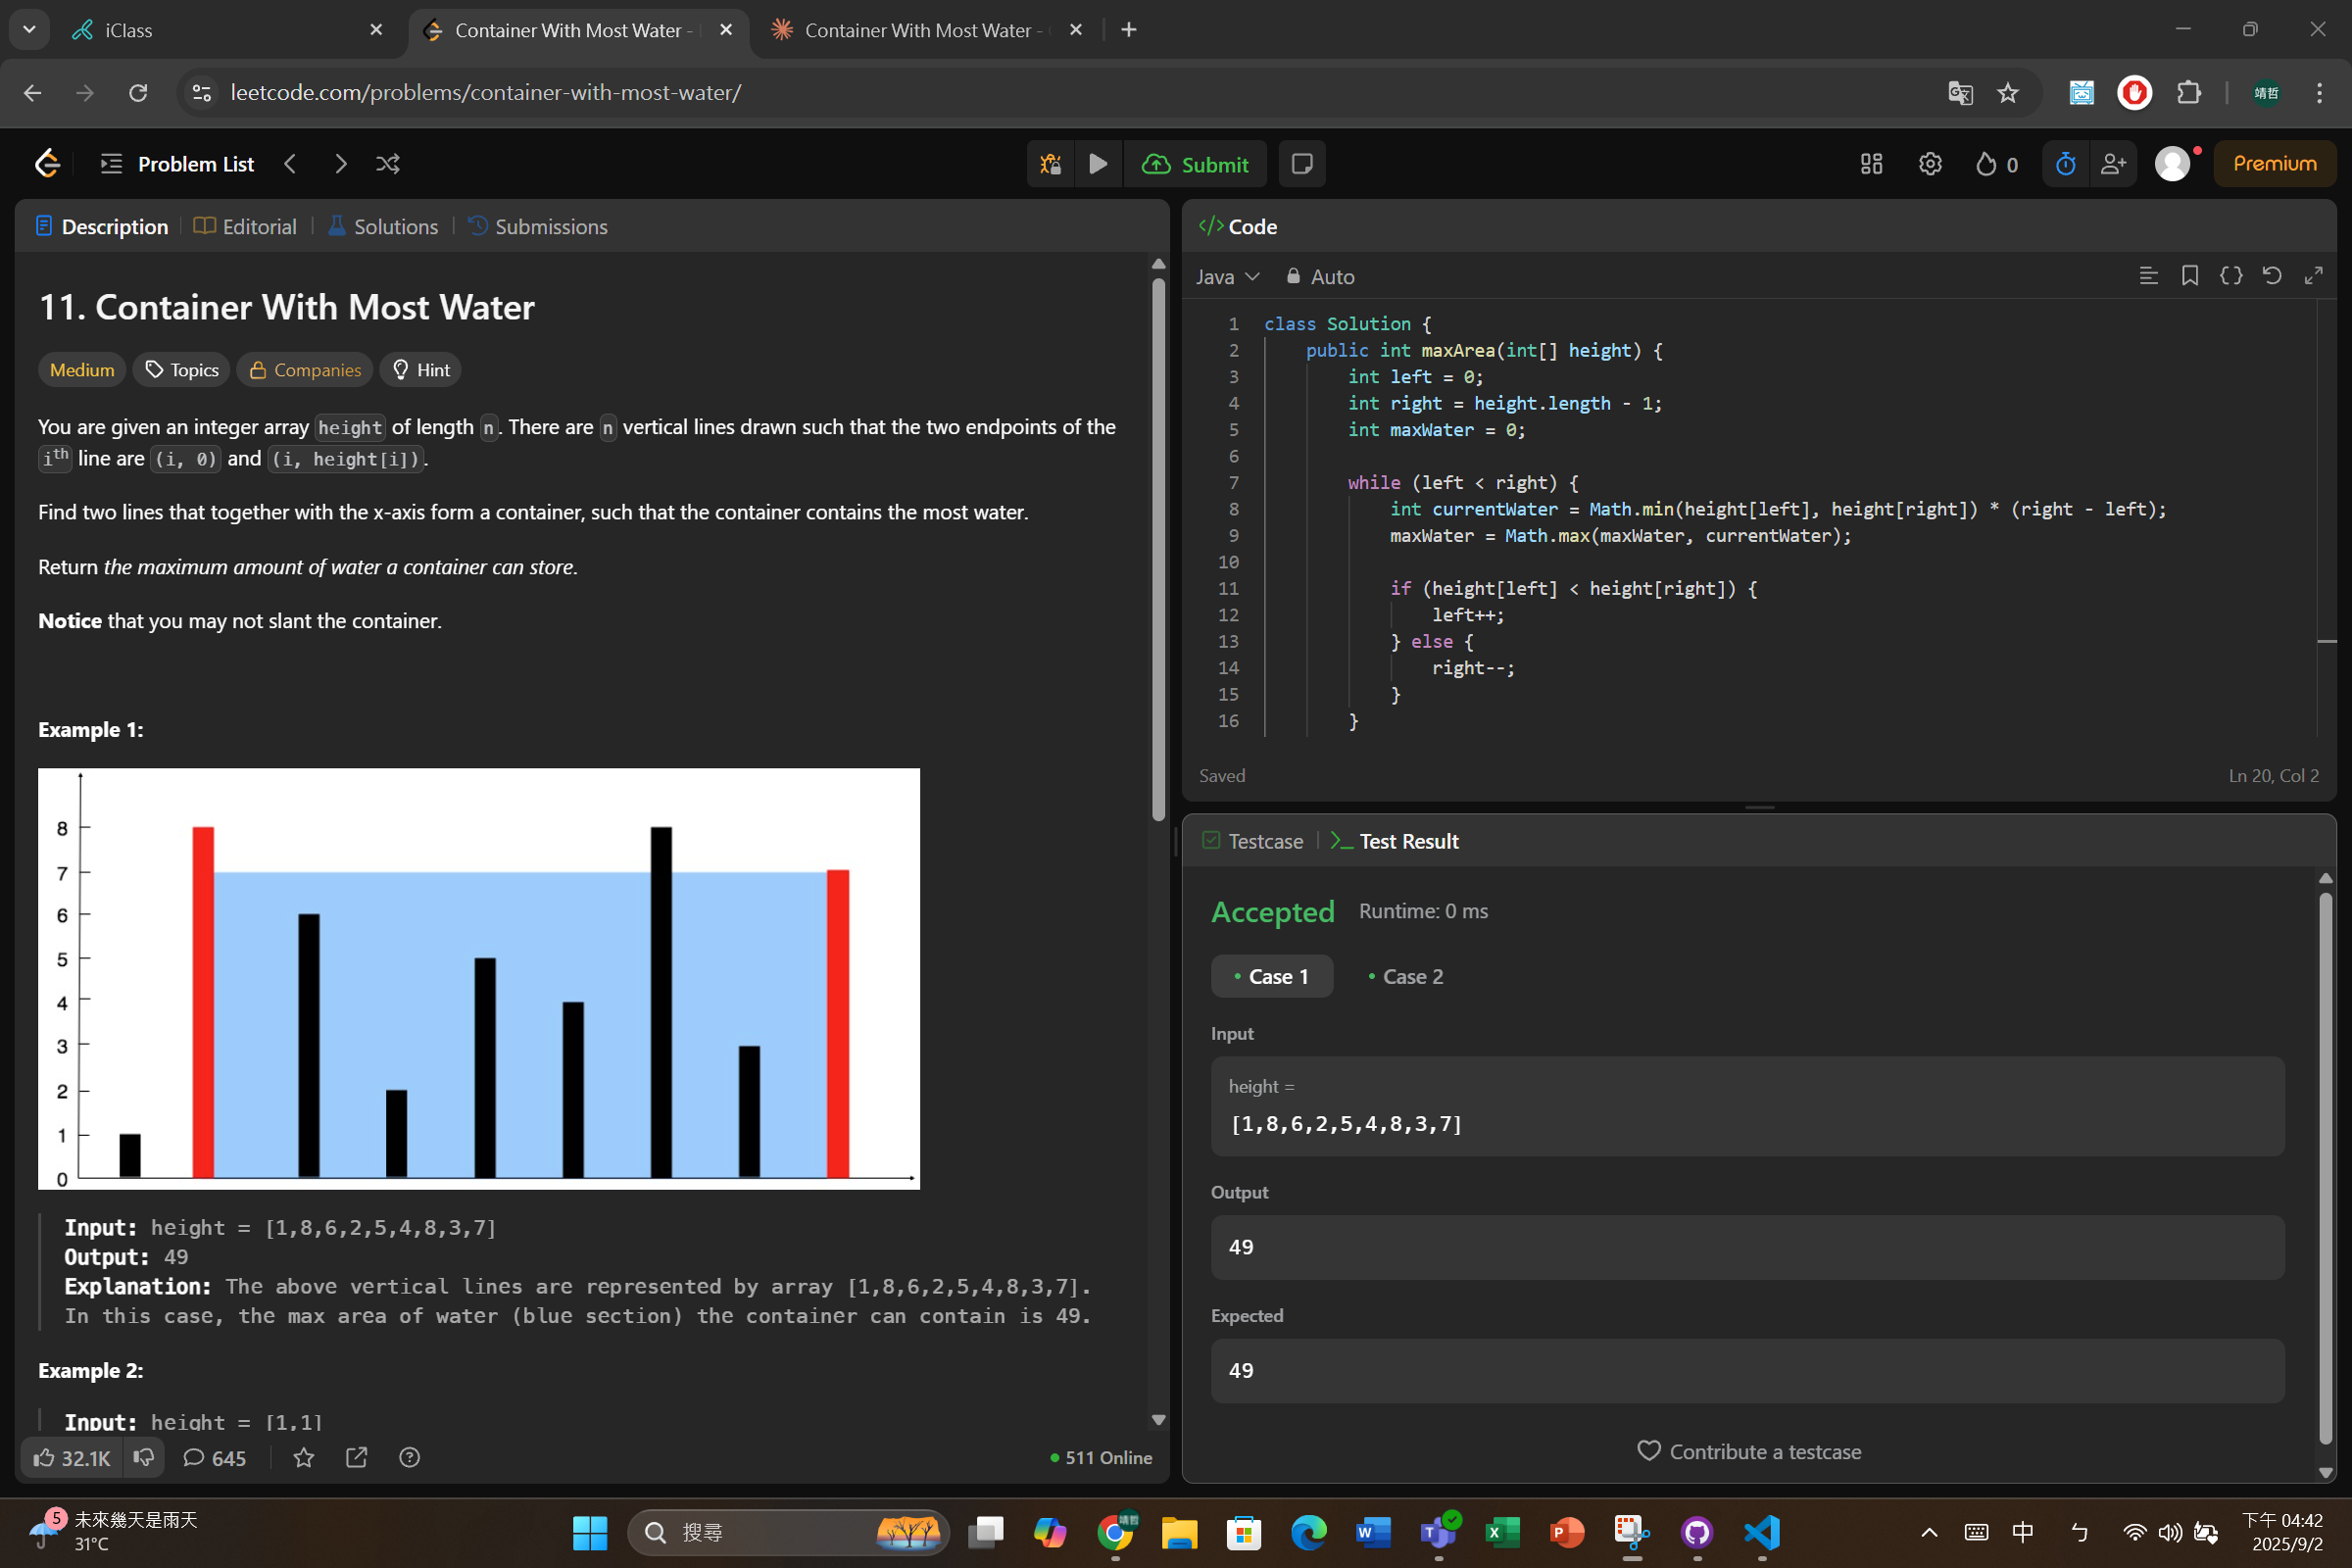 iClass
Container With Most Water -
Container With Most Water -
leetcode.com/problems/container-with-most-water/
靖哲
Problem List
Submit
0
Premium
Description
Editorial
Solutions
Submissions
11. Container With Most Water
Medium
Topics
Companies
Hint
You are given an integer array height of length n. There are n vertical lines drawn such that the two endpoints of the
ith line are (i, 0) and (i, height[i]).
Find two lines that together with the x-axis form a container, such that the container contains the most water.
Return the maximum amount of water a container can store.
Notice that you may not slant the container.
Example 1:
8
7
6
5
4
3
2
1
0
Input: height = [1,8,6,2,5,4,8,3,7]
Output: 49
Explanation: The above vertical lines are represented by array [1,8,6,2,5,4,8,3,7].
In this case, the max area of water (blue section) the container can contain is 49.
Example 2:
Input: height = [1,1]
32.1K
645
511 Online
</> Code
Java
Auto
1 class Solution {
2 public int maxArea(int[] height) {
3 int left = 0;
4 int right = height.length - 1;
5 int maxWater = 0;
6
7 while (left < right) {
8 int currentWater = Math.min(height[left], height[right]) * (right - left);
9 maxWater = Math.max(maxWater, currentWater);
10
11 if (height[left] < height[right]) {
12 left++;
13 } else {
14 right--;
15 }
16 }
Saved
Ln 20, Col 2
Testcase
Test Result
Accepted
Runtime: 0 ms
Case 1
Case 2
Input
height =
[1,8,6,2,5,4,8,3,7]
Output
49
Expected
49
Contribute a testcase
5
未來幾天是雨天
31°C
搜尋
靖哲
中
ㄅ
下午 04:42
2025/9/2